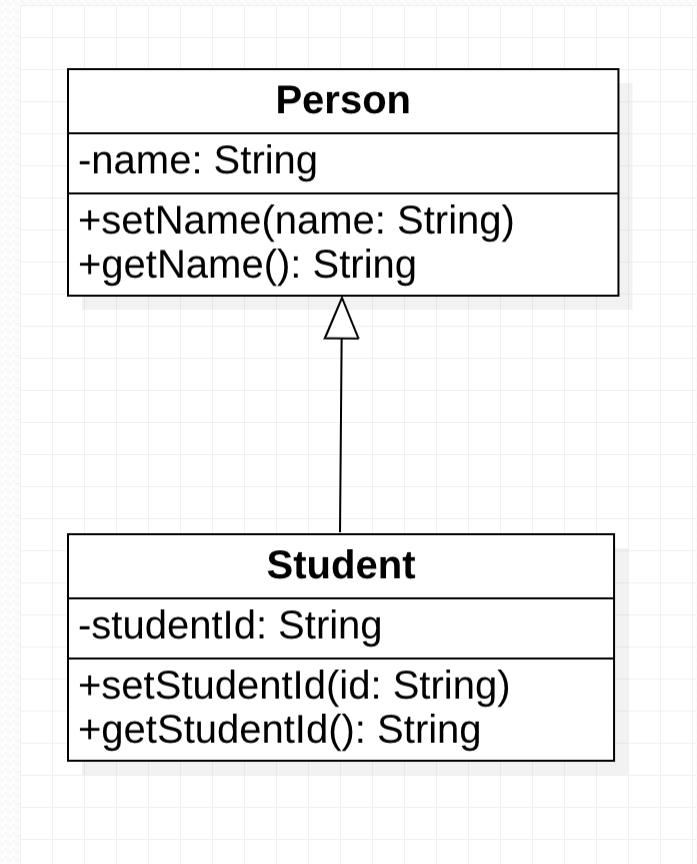 Person
-name: String
+setName(name: String)
+getName(): String
Student
-studentId: String
+setStudentId(id: String)
+getStudentId(): String